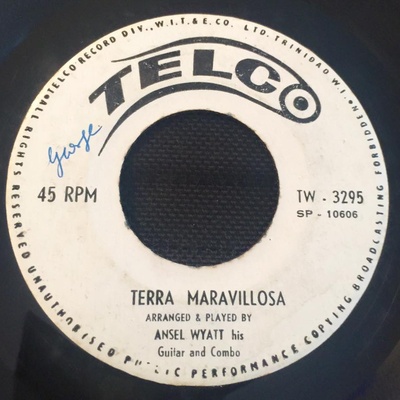 TELCO RECORD DIV., W.I.T. & E. LTD. TRINIDAD W.I.
TELCO
George
45 RPM
TW - 3295
SP - 10606
TERRA MARAVILLOSA
ARRANGED & PLAYED BY
ANSEL WYATT his
Guitar and Combo
ALL RIGHTS RESERVED UNAUTHORISED PUBLIC PERFORMANCE COPYING BROADCASTING FORBIDDEN